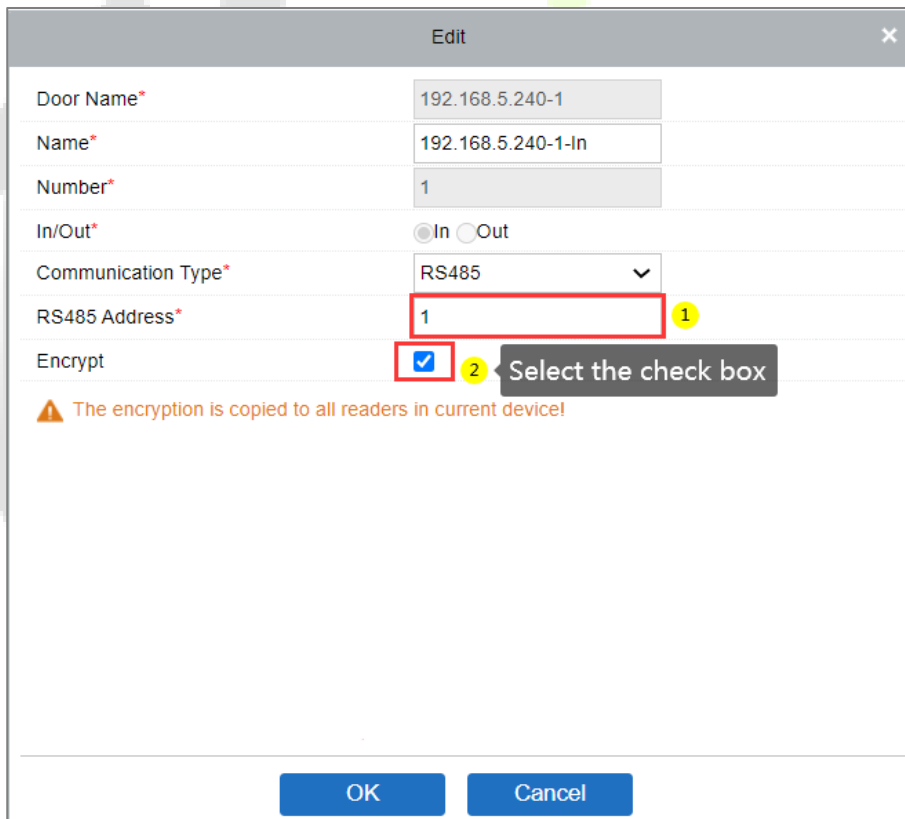 Edit
Door Name* 192.168.5.240-1
Name* 192.168.5.240-1-In
Number* 1
In/Out* In Out
Communication Type* RS485
RS485 Address* 1 1
Encrypt 2 Select the check box
The encryption is copied to all readers in current device!
OK Cancel